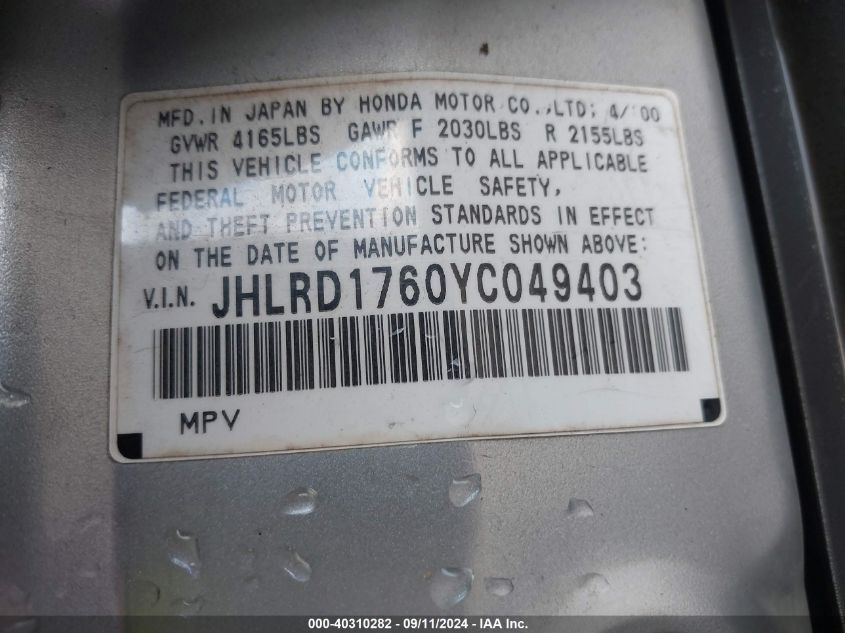 MFD.IN JAPAN BY HONDA MOTOR CO.,LTD; 4/'00
GVWR 4165LBS GAWR F 2030LBS R 2155LBS
THIS VEHICLE CONFORMS TO ALL APPLICABLE
FEDERAL MOTOR VEHICLE SAFETY,
AND THEFT PREVENTION STANDARDS IN EFFECT
ON THE DATE OF MANUFACTURE SHOWN ABOVE:
V.I.N. JHLRD1760YC049403
MPV
000-40310282 - 09/11/2024 - IAA Inc.